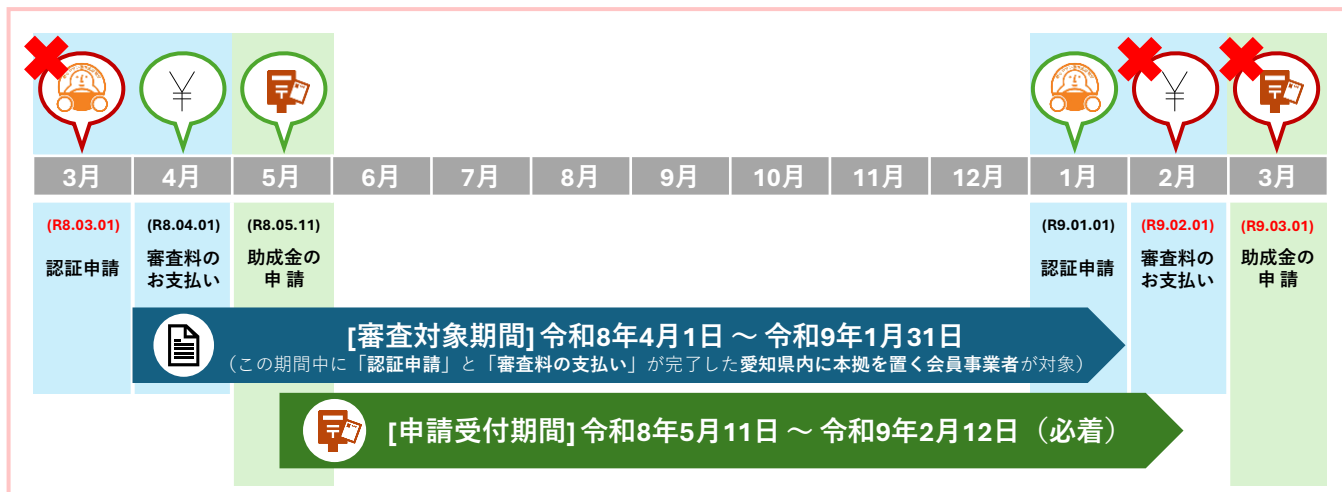 ¥
¥
3月 4月 5月 6月 7月 8月 9月 10月 11月 12月 1月 2月 3月
(R8.03.01)
認証申請
(R8.04.01)
審査料の
お支払い
(R8.05.11)
助成金の
申 請
(R9.01.01)
認証申請
(R9.02.01)
審査料の
お支払い
(R9.03.01)
助成金の
申 請
[審査対象期間] 令和8年4月1日 ～ 令和9年1月31日
（この期間中に「認証申請」と「審査料の支払い」が完了した愛知県内に本拠を置く会員事業者が対象）
[申請受付期間] 令和8年5月11日 ～ 令和9年2月12日（必着）